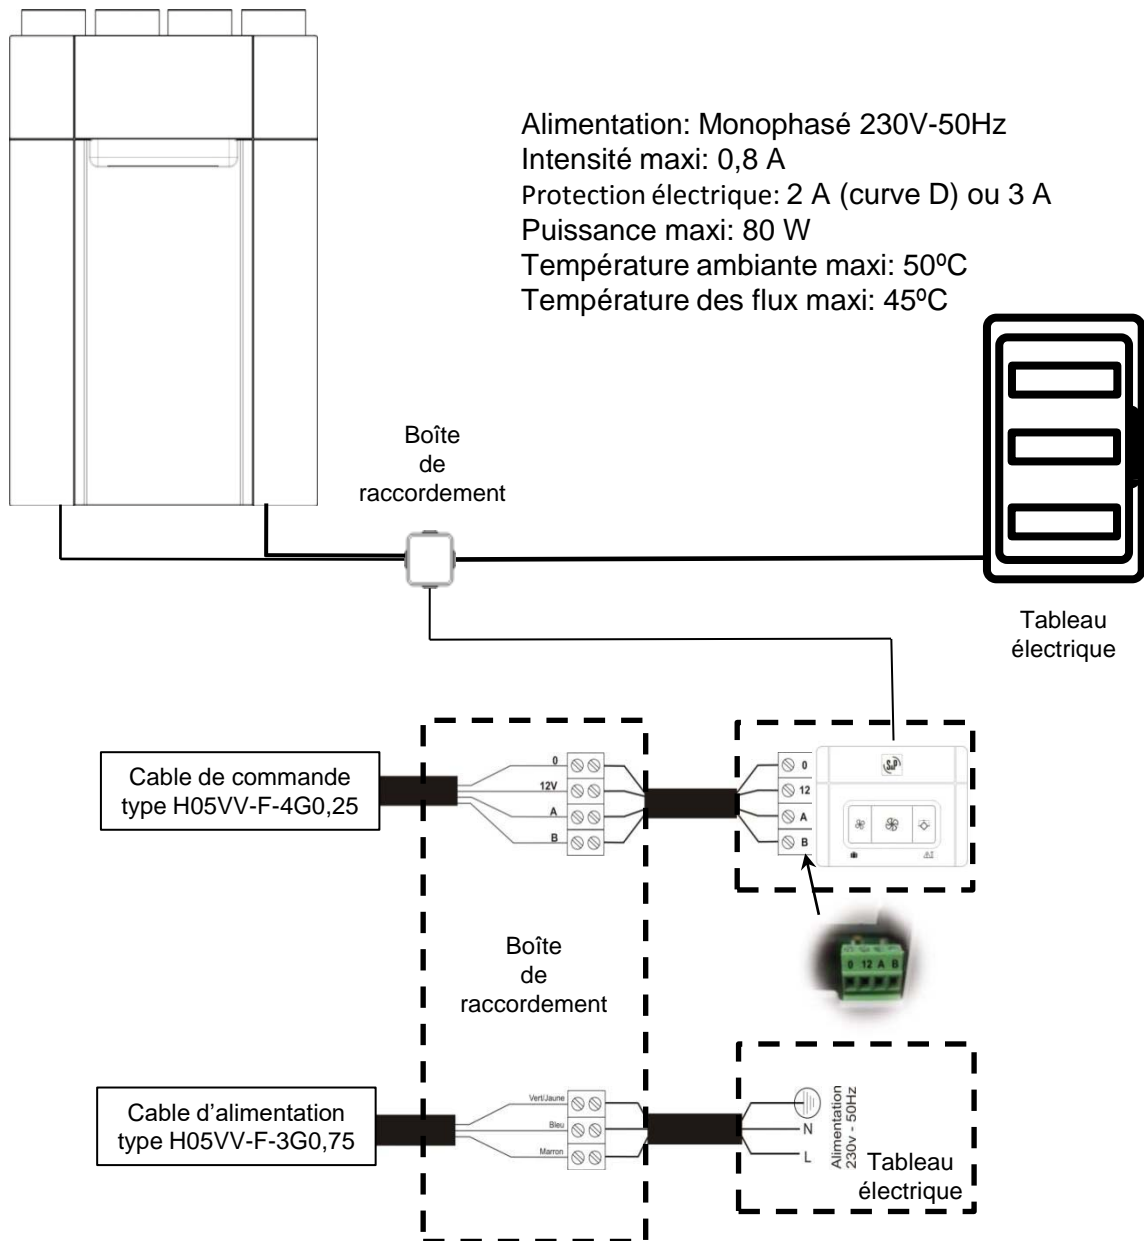 Alimentation: Monophasé 230V-50Hz
Intensité maxi: 0,8 A
Protection électrique: 2 A (curve D) ou 3 A
Puissance maxi: 80 W
Température ambiante maxi: 50ºC
Température des flux maxi: 45ºC
Boîte
de
raccordement
Tableau
électrique
Cable de commande
type H05VV-F-4G0,25
0
12V
A
B
0
12
A
B
S&P
0 12 A B
Boîte
de
raccordement
Cable d’alimentation
type H05VV-F-3G0,75
Vert/Jaune
Bleu
Marron
N
L
Alimentation
230v - 50Hz
Tableau
électrique